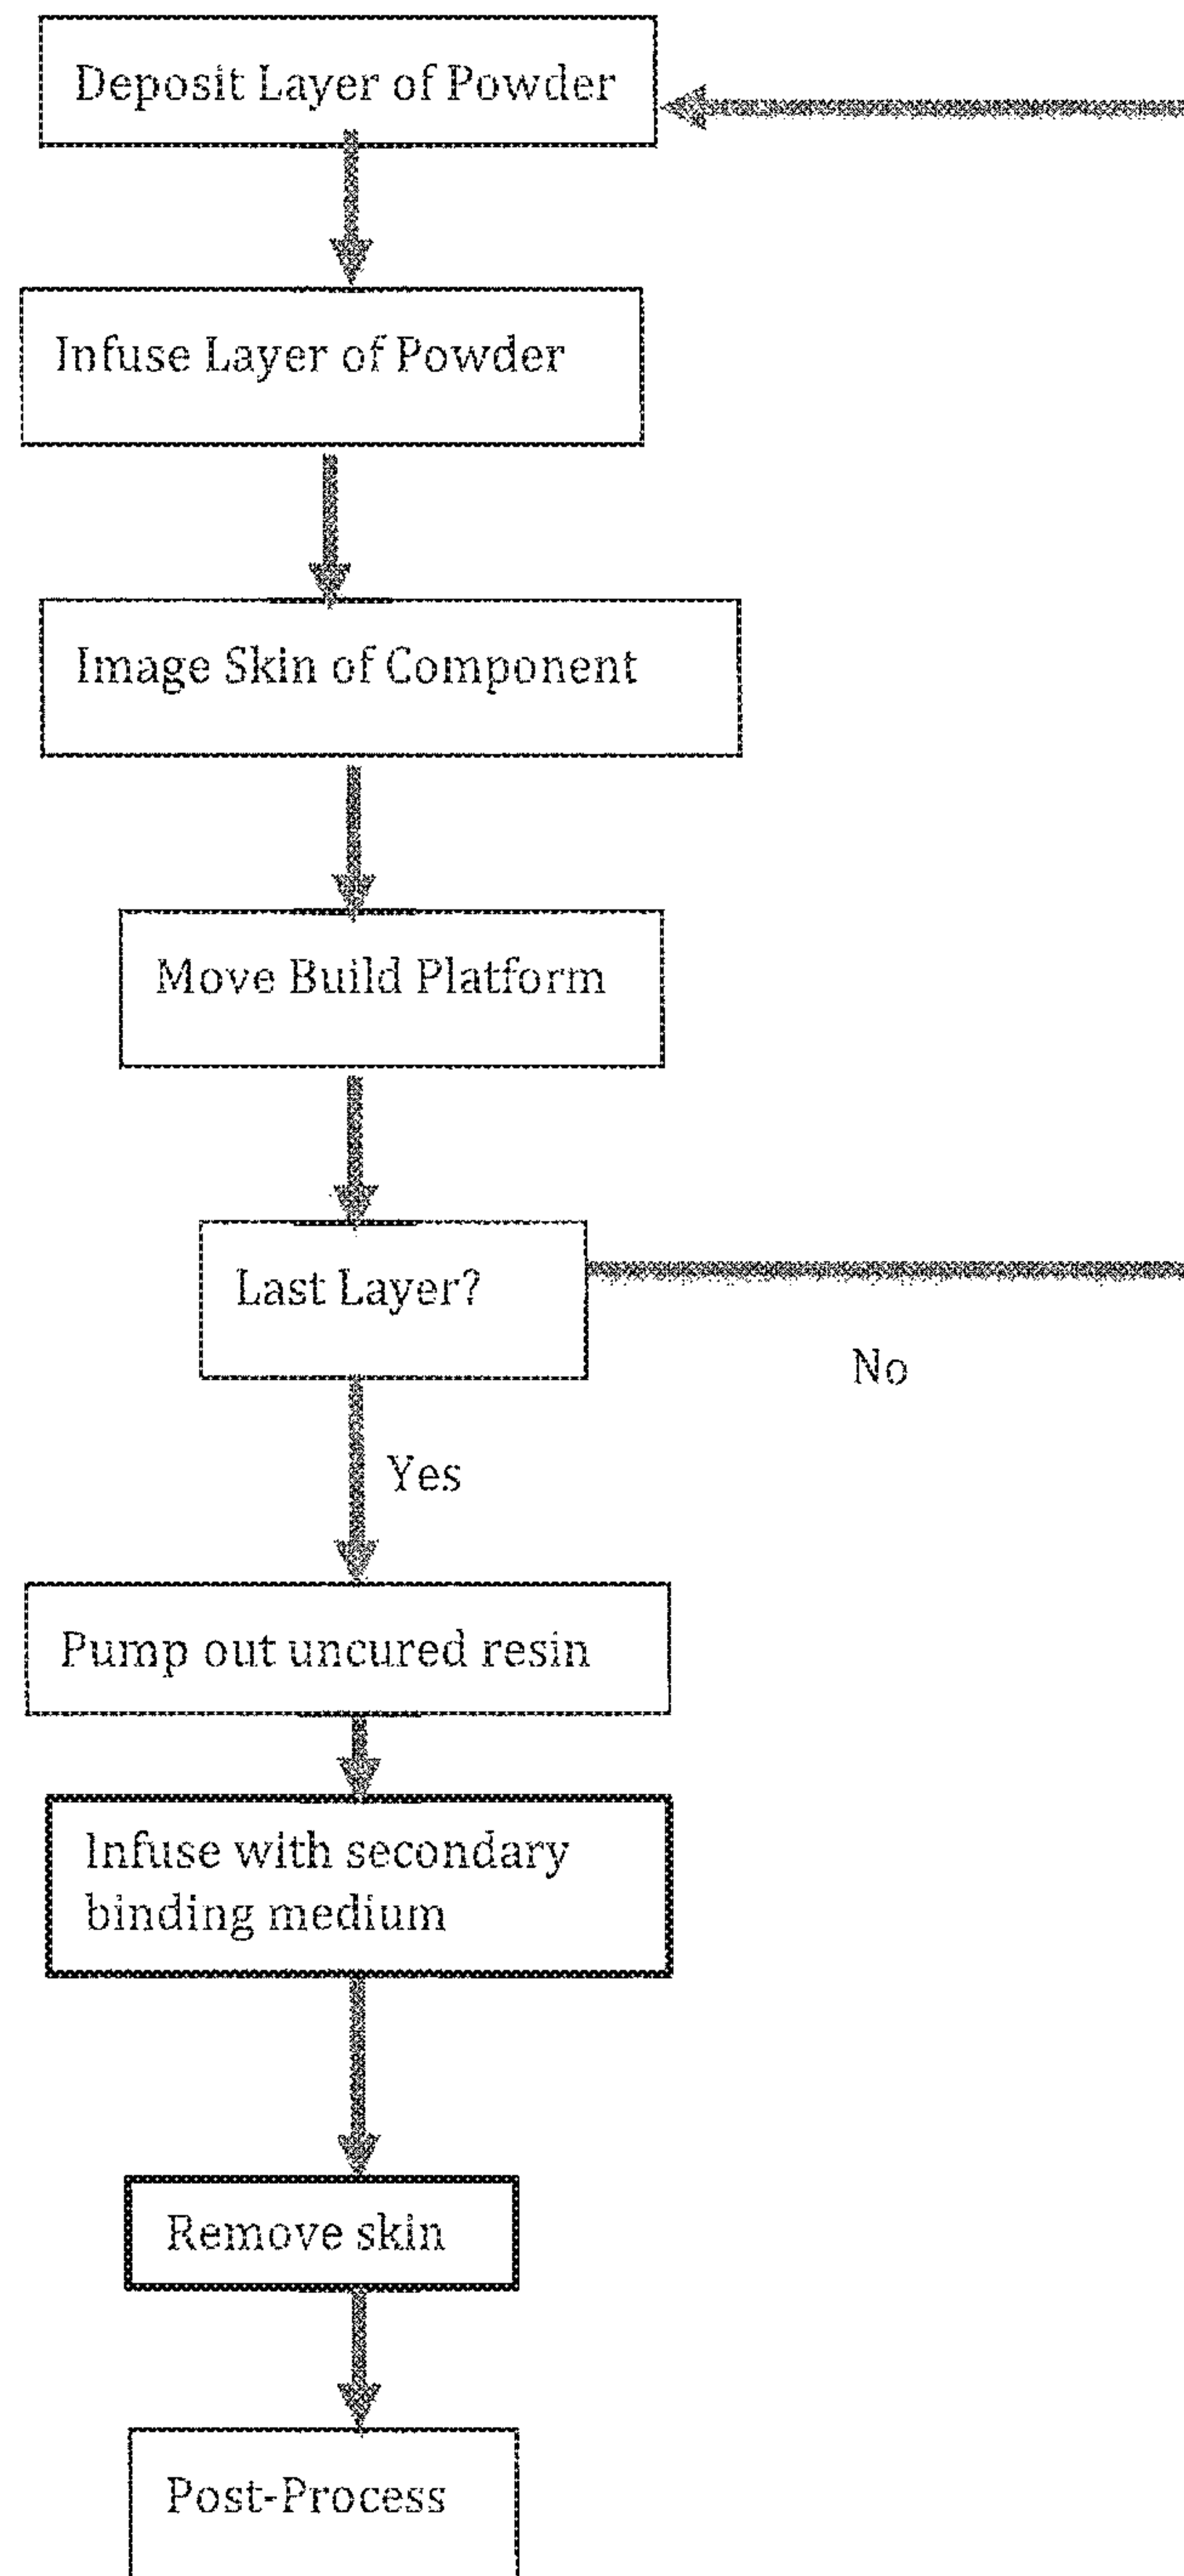 Deposit Layer of Powder
Infuse Layer of Powder
Image Skin of Component
Move Build Platform
Last Layer?
No
Yes
Pump out uncured resin
Infuse with secondary
binding medium
Remove skin
Post-Process